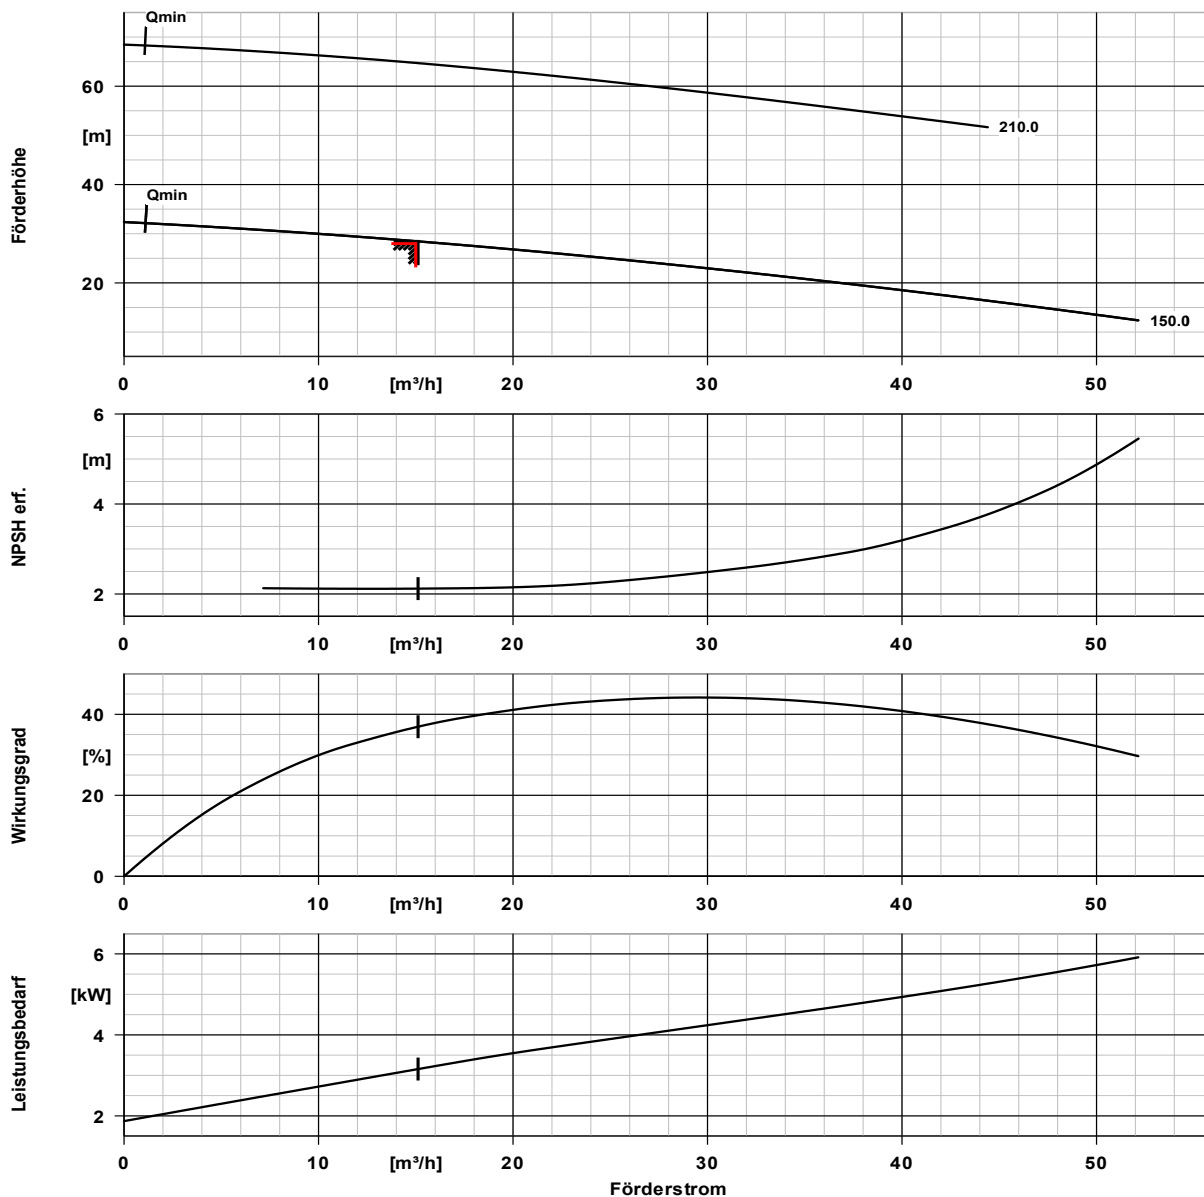 Qmin
60
[m]
210.0
Förderhöhe
40
Qmin
20
150.0
0 10 [m³/h] 20 30 40 50
6
[m]
NPSH erf.
4
2
0 10 [m³/h] 20 30 40 50
40
[%]
Wirkungsgrad
20
0
0 10 [m³/h] 20 30 40 50
6
[kW]
Leistungsbedarf
4
2
0 10 [m³/h] 20 30 40 50
Förderstrom